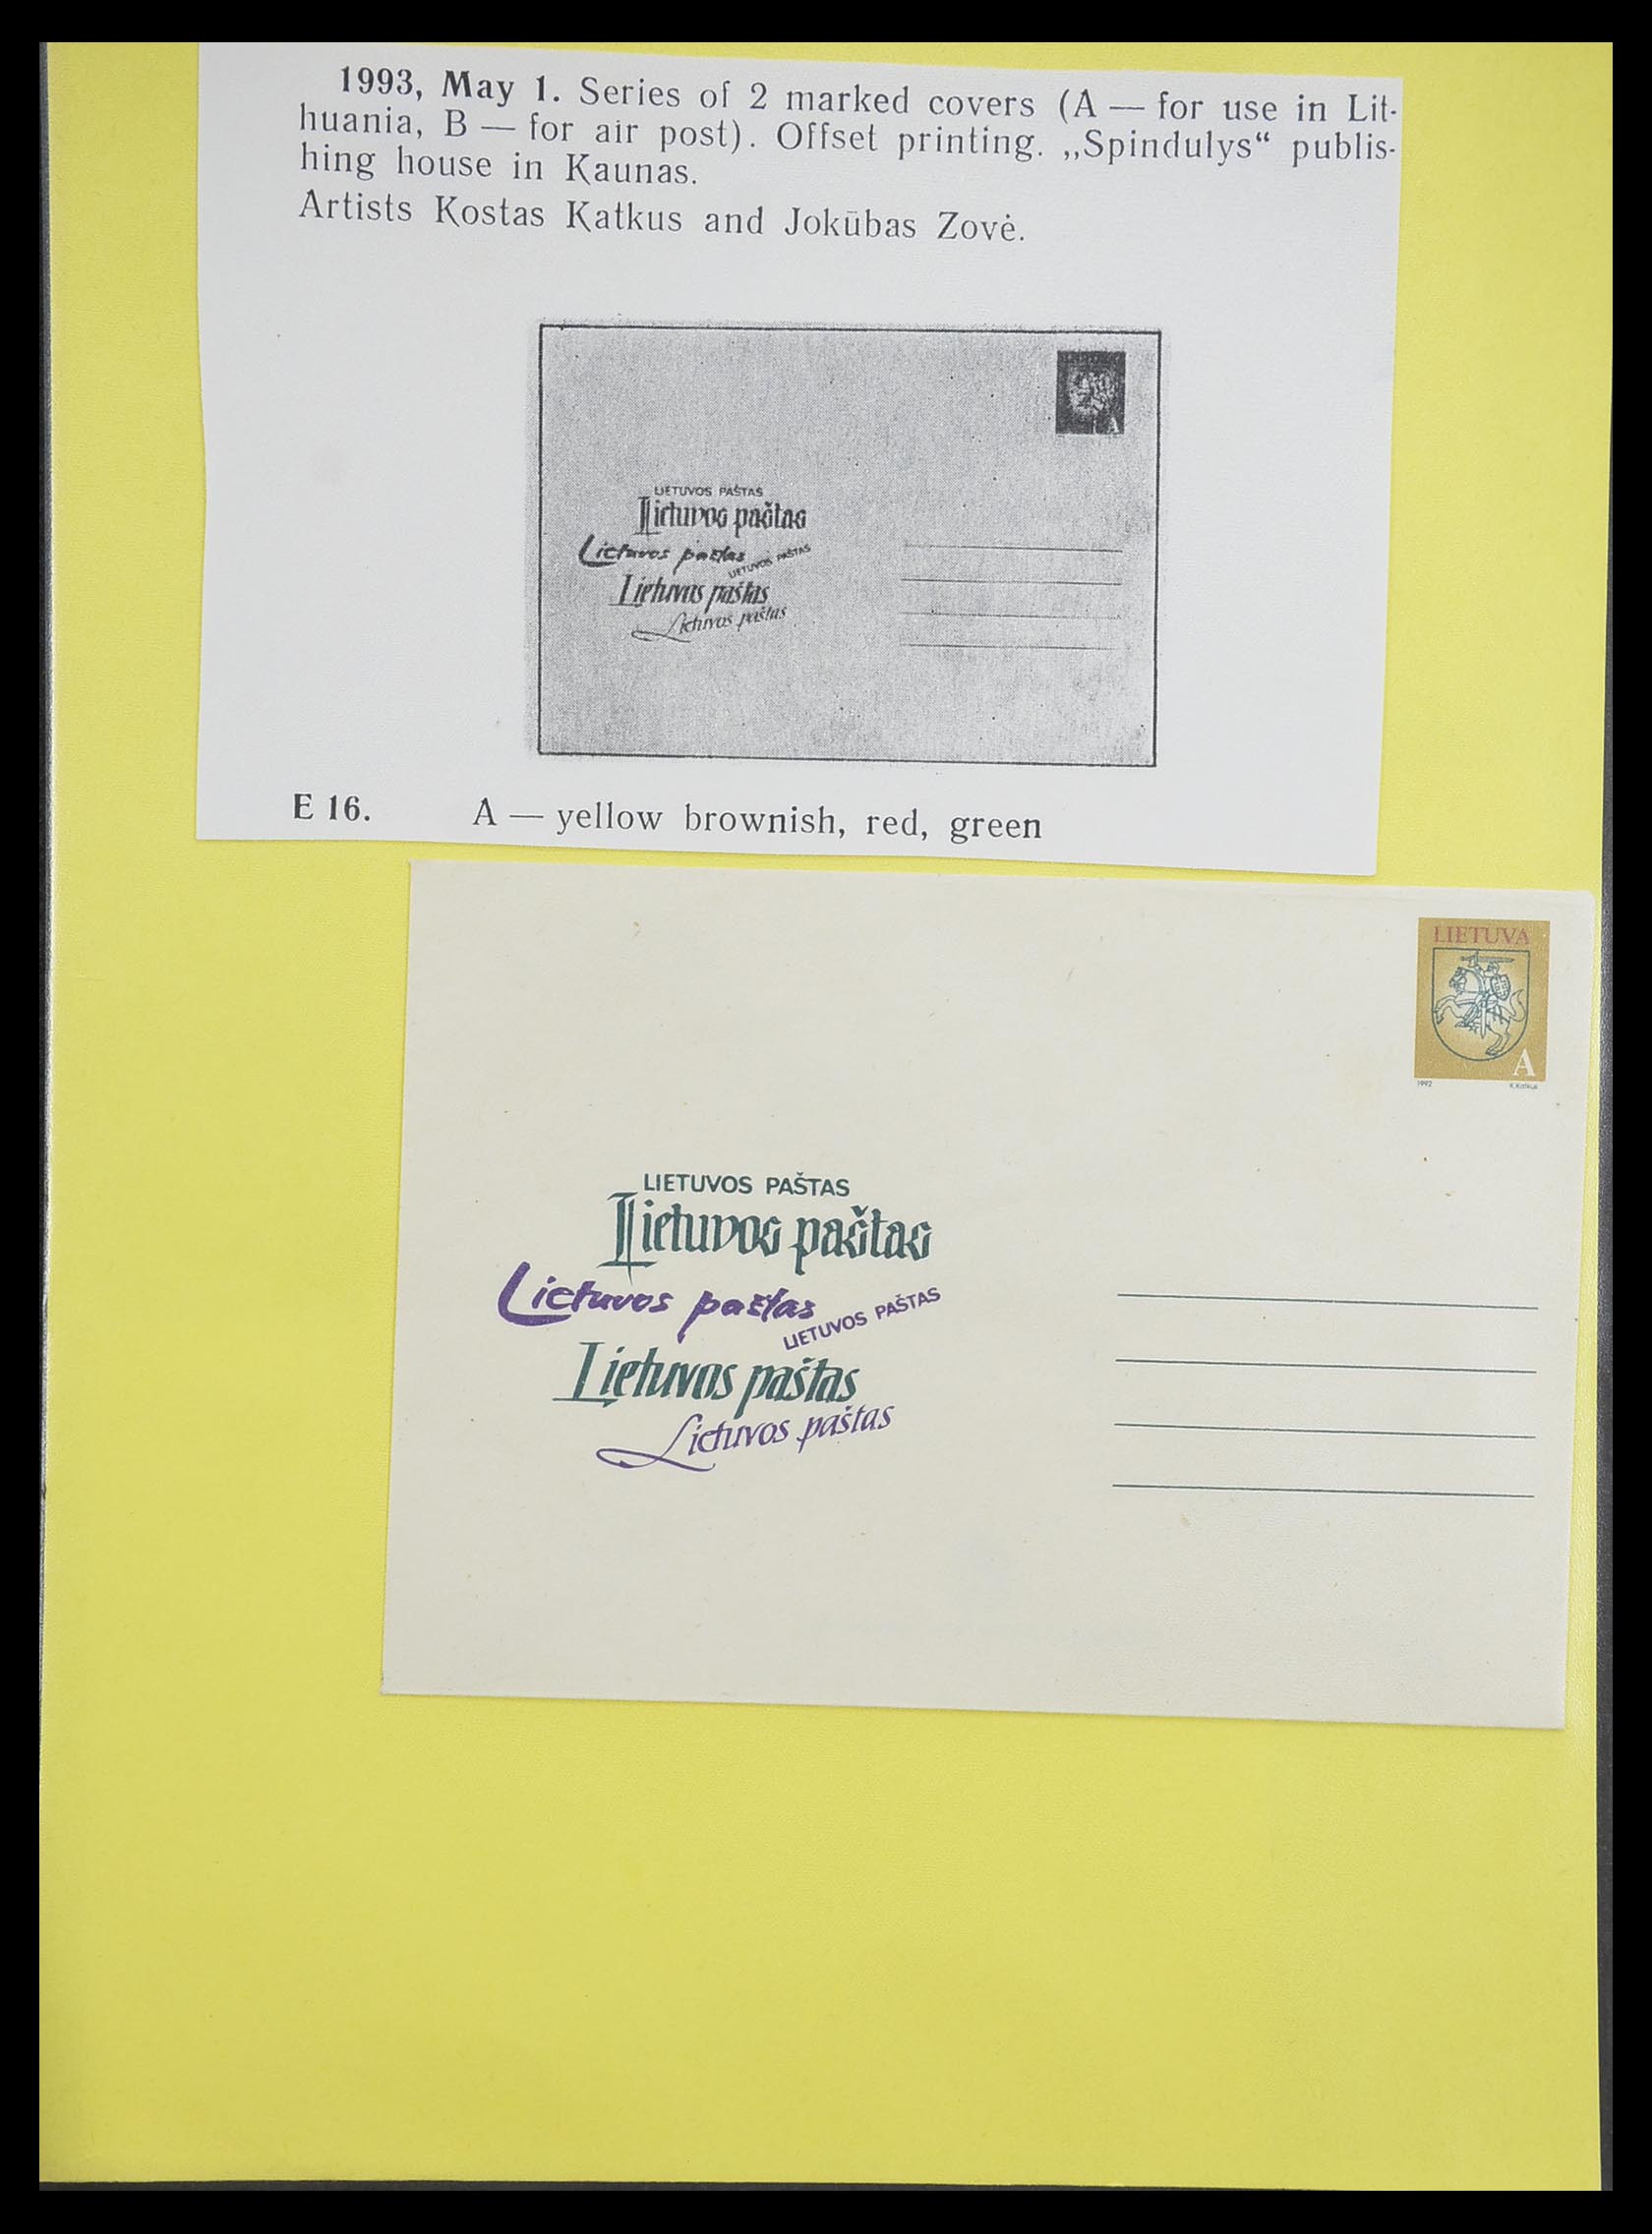 1993, May 1. Series of 2 marked covers (A — for use in Lit-
huania, B — for air post). Offset printing. „Spindulys“ publis-
hing house in Kaunas.
Artists Kostas Katkus and Jokūbas Zovė.
A
LIETUVOS PAŠTAS
Lietuvos paštas
Lietuvos paštas
LIETUVOS PAŠTAS
Lietuvos paštas
Lietuvos paštas
E 16. A — yellow brownish, red, green
LIETUVA
A
1992 K.Katkus
LIETUVOS PAŠTAS
Lietuvos paštas
Lietuvos paštas
LIETUVOS PAŠTAS
Lietuvos paštas
Lietuvos paštas